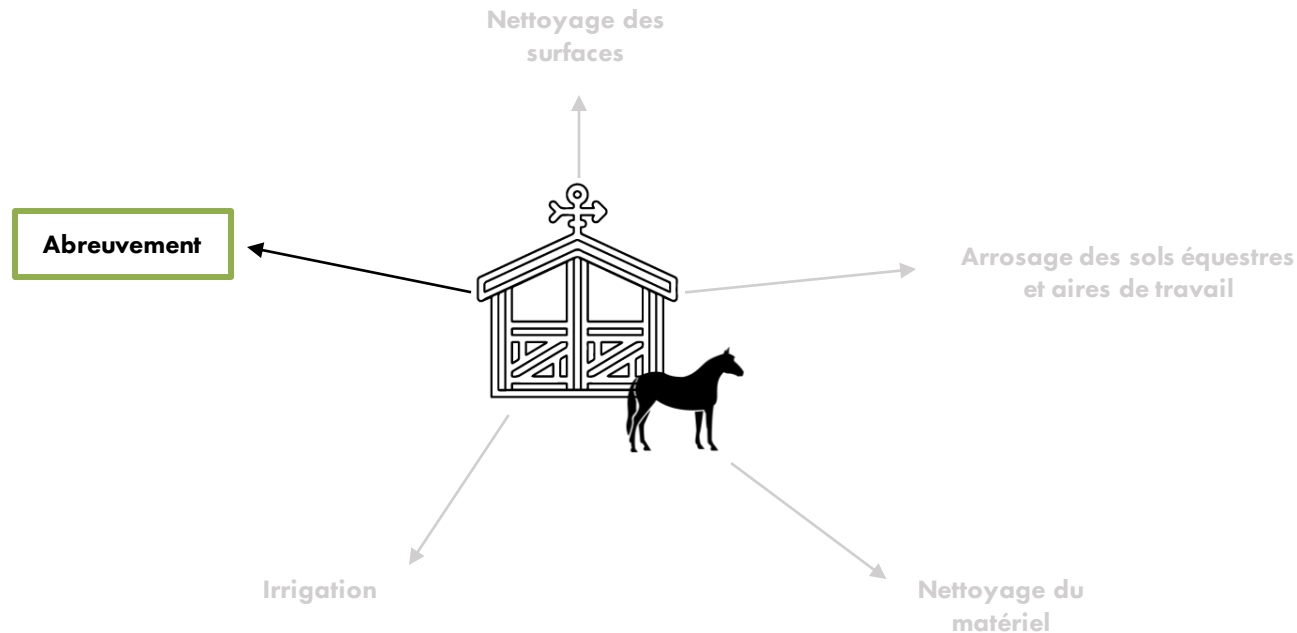 Nettoyage des
surfaces
Abreuvement
Arrosage des sols équestres
et aires de travail
Irrigation
Nettoyage du
matériel